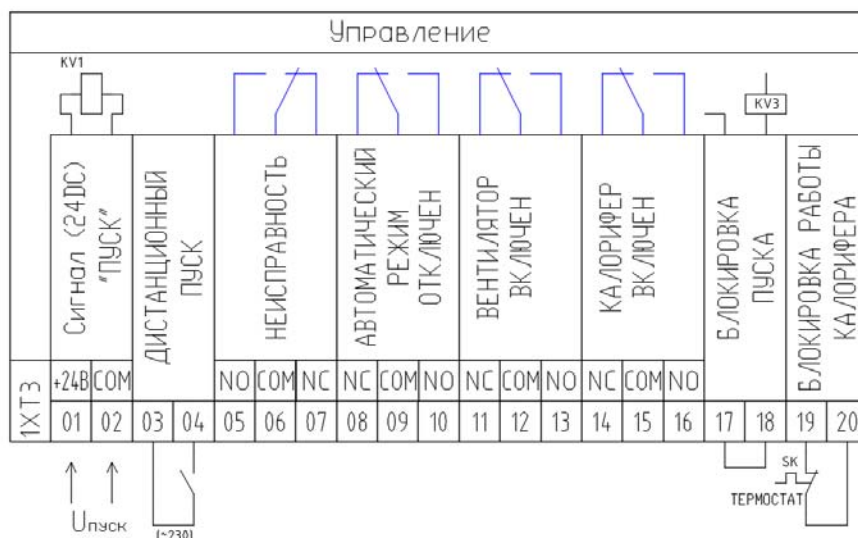 Управление
KV1
KV3
Сигнал (24DC)
"ПУСК"
ДИСТАНЦИОННЫЙ
ПУСК
НЕИСПРАВНОСТЬ
АВТОМАТИЧЕСКИЙ
РЕЖИМ
ОТКЛЮЧЕН
ВЕНТИЛЯТОР
ВКЛЮЧЕН
КАЛОРИФЕР
ВКЛЮЧЕН
БЛОКИРОВКА
ПУСКА
БЛОКИРОВКА РАБОТЫ
КАЛОРИФЕРА
1XT3
+24В COM NO COM NC NC COM NO NC COM NO NC COM NO
01 02 03 04 05 06 07 08 09 10 11 12 13 14 15 16 17 18 19 20
Uпуск
(~230)
SK
ТЕРМОСТАТ